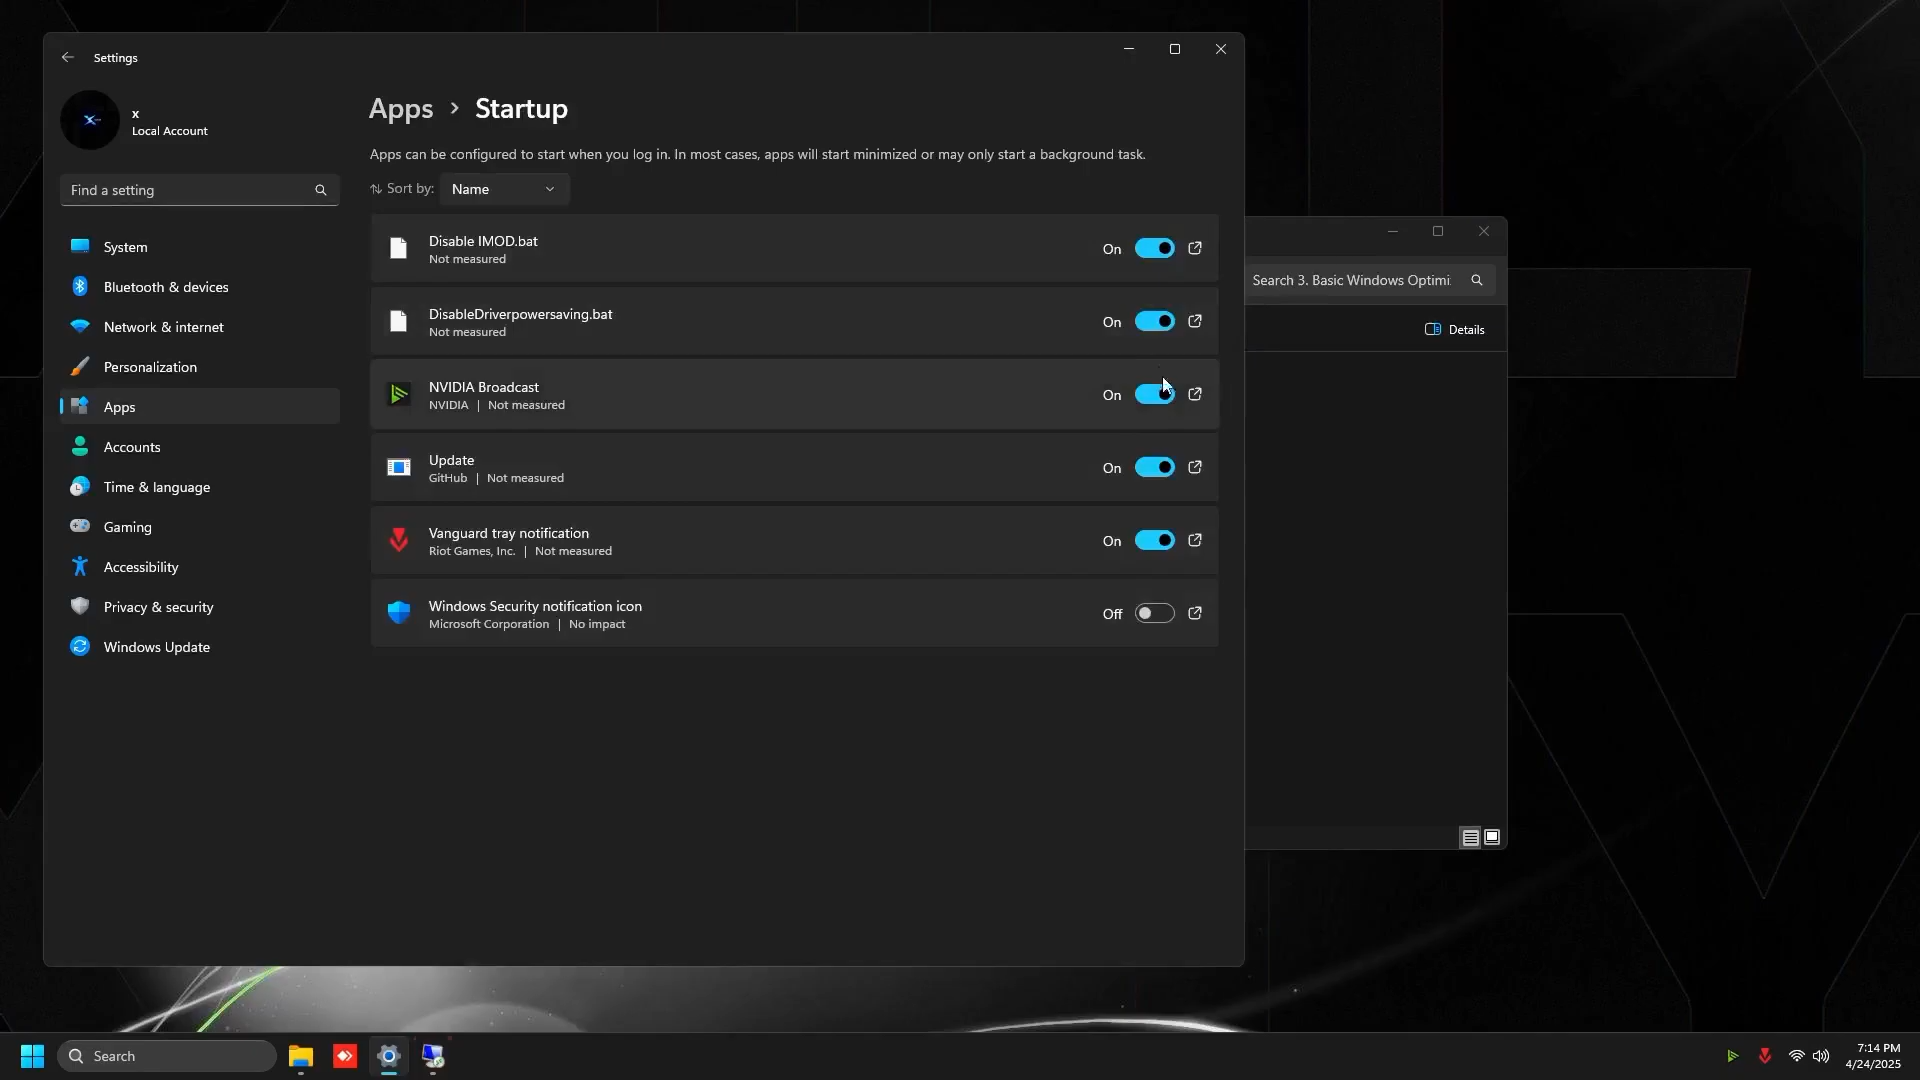 Settings
x
Local Account
Find a setting
System
Bluetooth & devices
Network & internet
Personalization
Apps
Accounts
Time & language
Gaming
Accessibility
Privacy & security
Windows Update
Apps › Startup
Apps can be configured to start when you log in. In most cases, apps will start minimized or may only start a background task.
Sort by: Name
Disable IMOD.bat
Not measured
On
DisableDriverpowersaving.bat
Not measured
On
NVIDIA Broadcast
NVIDIA | Not measured
On
Update
GitHub | Not measured
On
Vanguard tray notification
Riot Games, Inc. | Not measured
On
Windows Security notification icon
Microsoft Corporation | No impact
Off
Search 3. Basic Windows Optimi
Details
Search
7:14 PM
4/24/2025